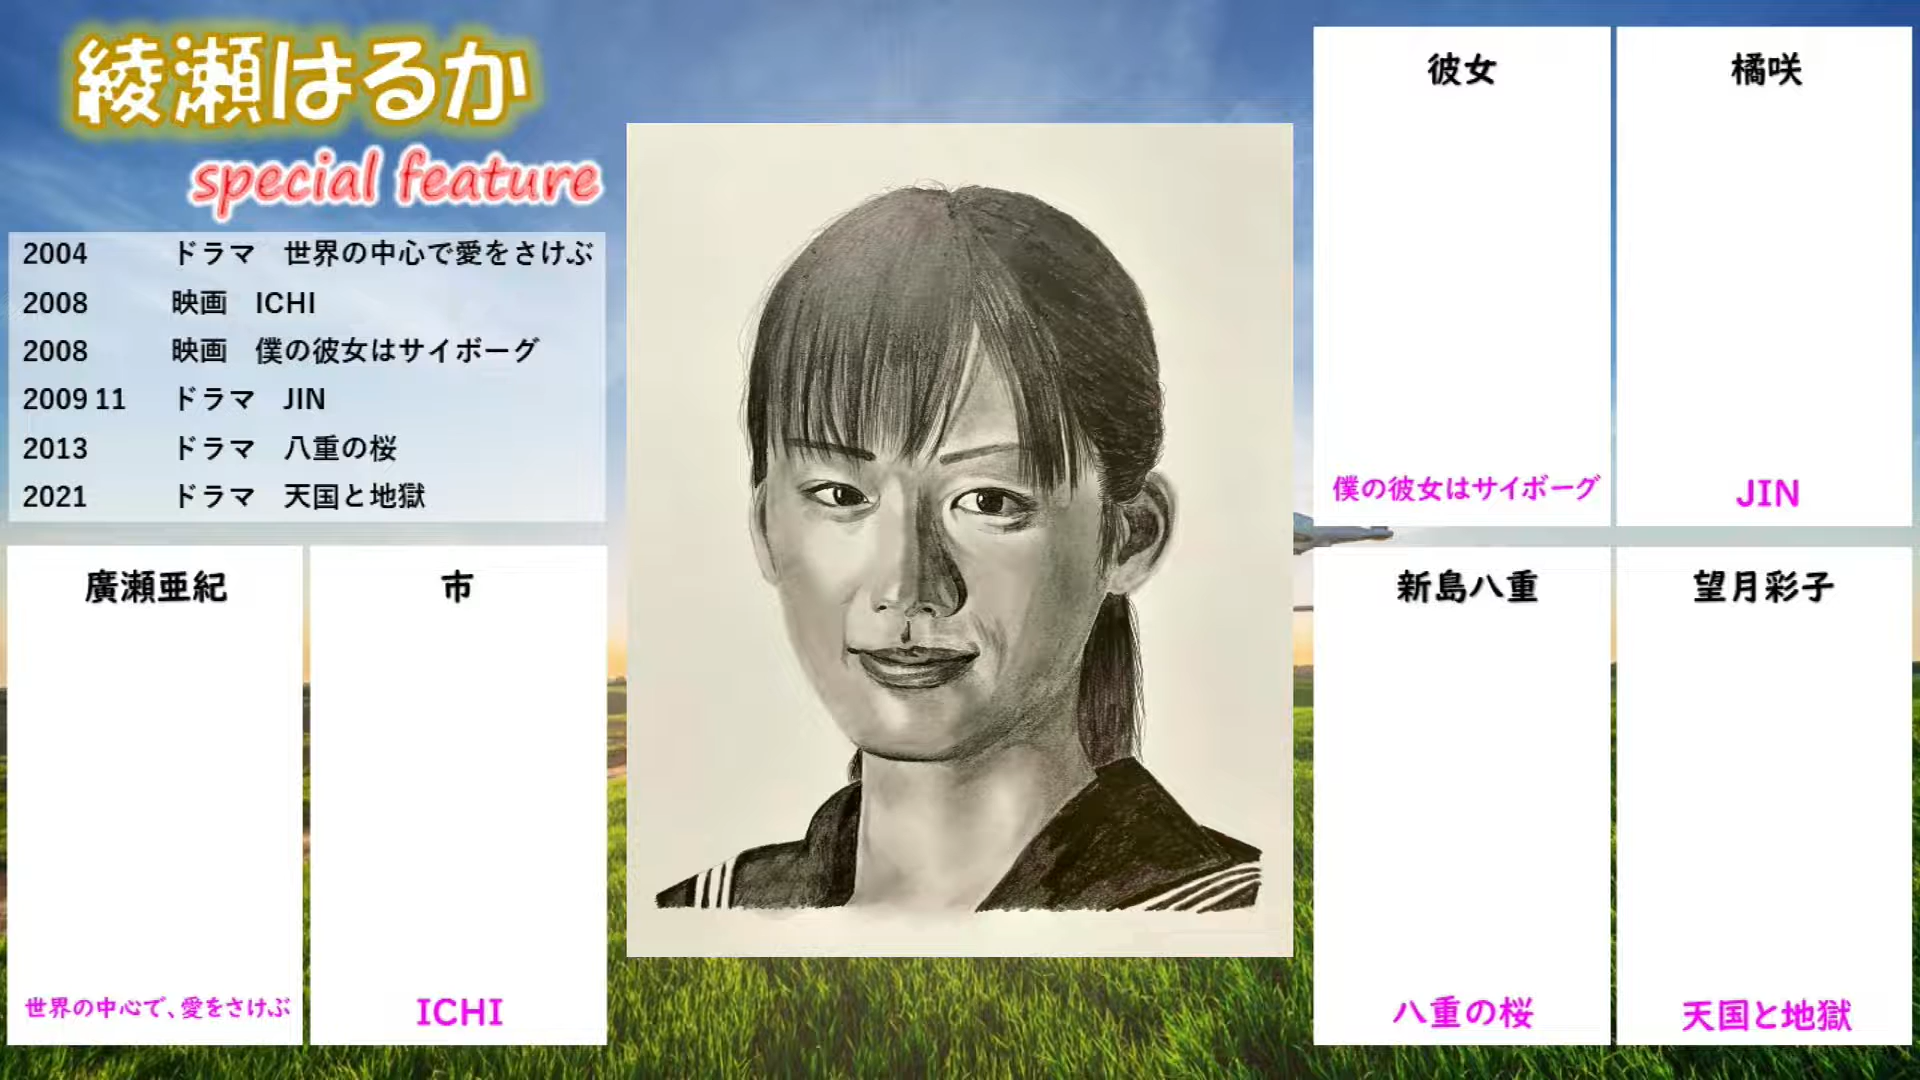 綾瀬はるか
special feature
2004 ドラマ 世界の中心で愛をさけぶ
2008 映画 ICHI
2008 映画 僕の彼女はサイボーグ
2009 11 ドラマ JIN
2013 ドラマ 八重の桜
2021 ドラマ 天国と地獄
廣瀬亜紀
世界の中心で、愛をさけぶ
市
ICHI
彼女
僕の彼女はサイボーグ
橘咲
JIN
新島八重
八重の桜
望月彩子
天国と地獄